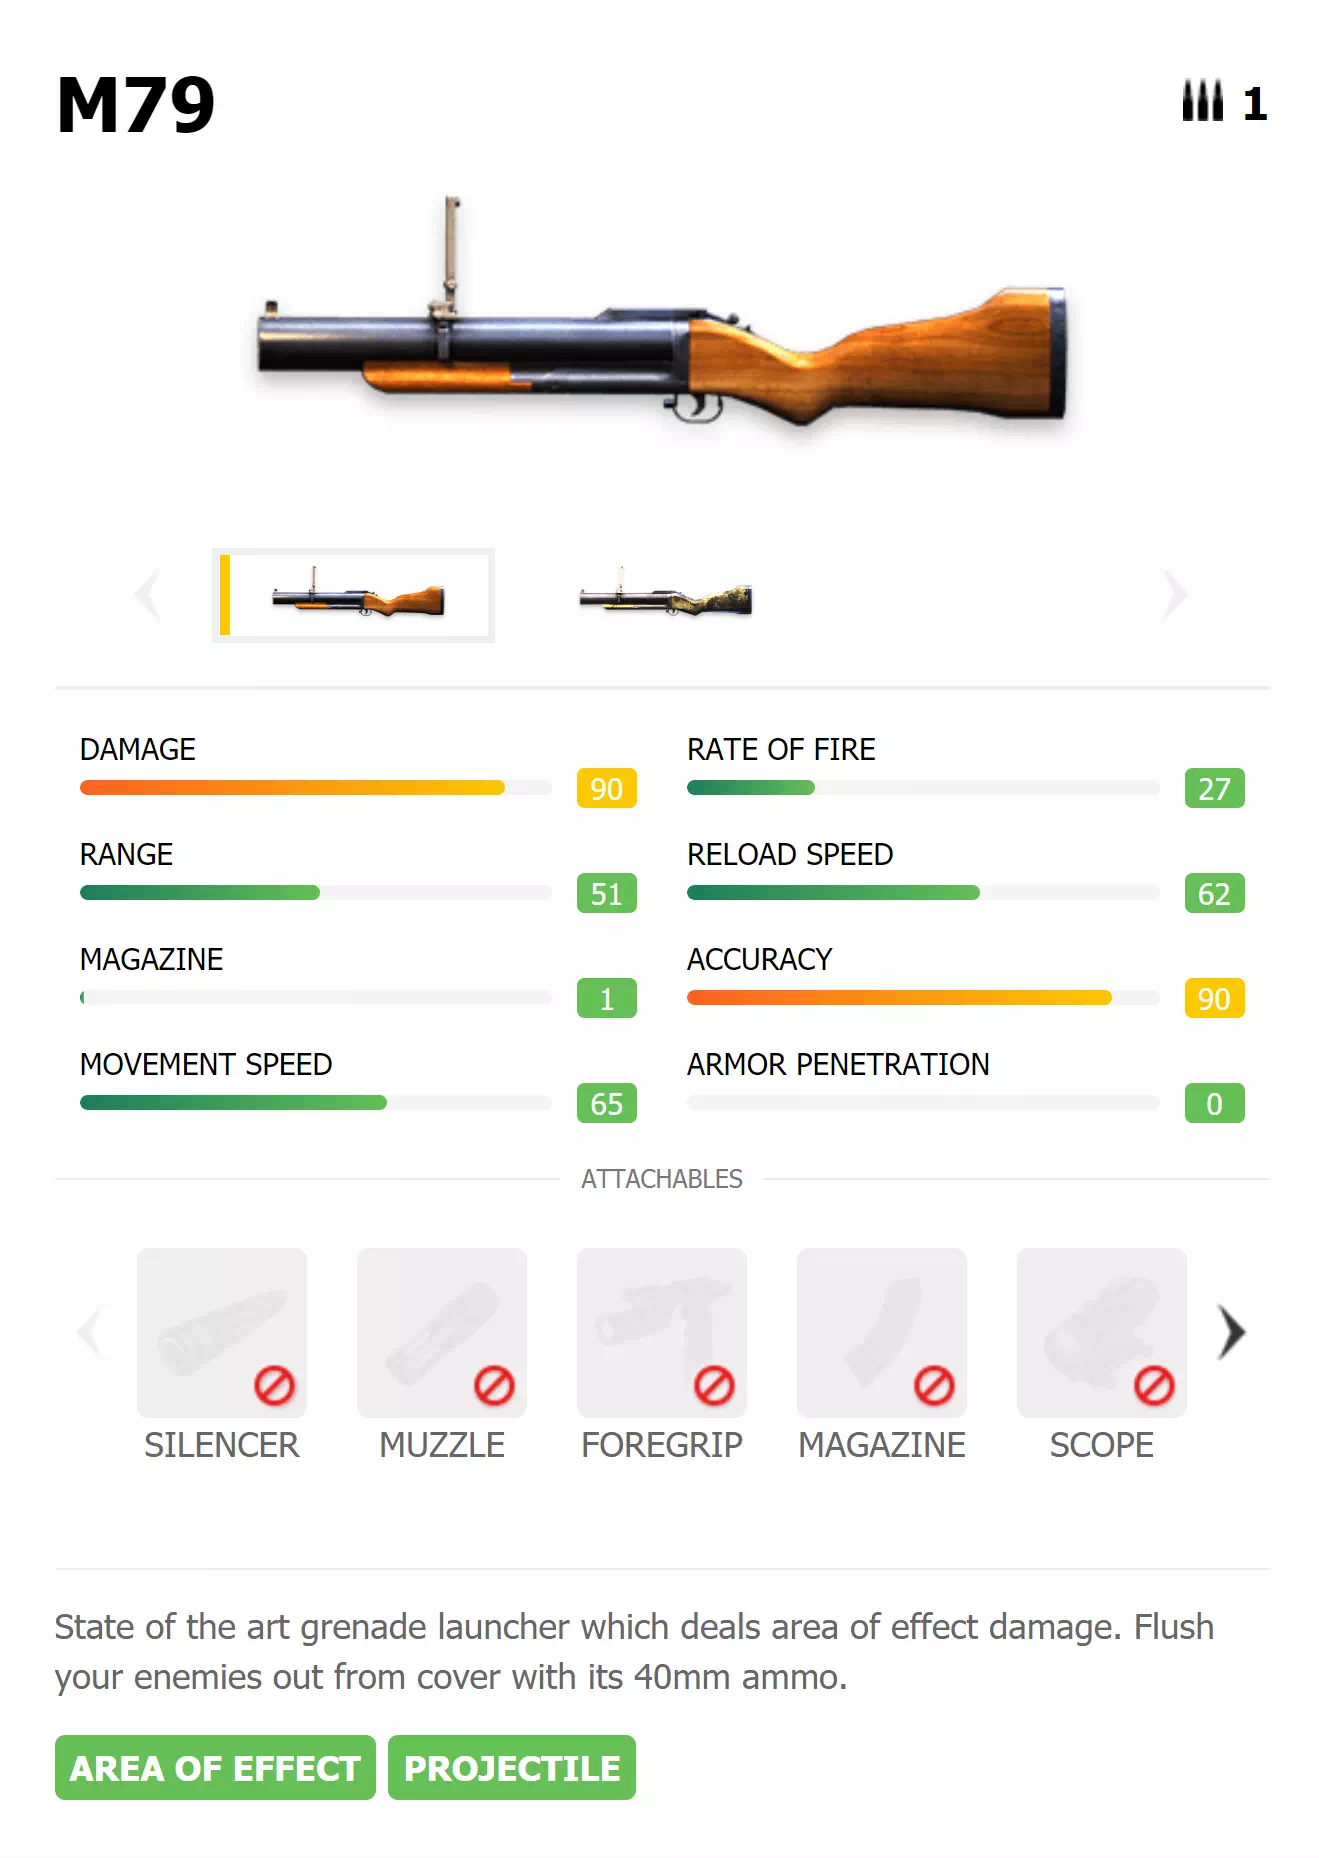 M79
1
DAMAGE
90
RATE OF FIRE
27
RANGE
51
RELOAD SPEED
62
MAGAZINE
1
ACCURACY
90
MOVEMENT SPEED
65
ARMOR PENETRATION
0
ATTACHABLES
SILENCER
MUZZLE
FOREGRIP
MAGAZINE
SCOPE
State of the art grenade launcher which deals area of effect damage. Flush
your enemies out from cover with its 40mm ammo.
AREA OF EFFECT
PROJECTILE